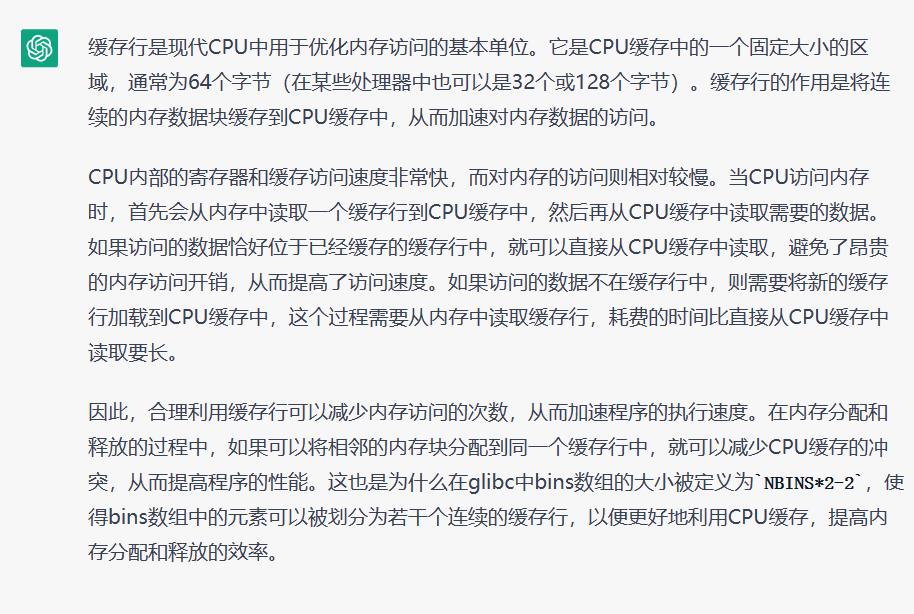 缓存行是现代CPU中用于优化内存访问的基本单位。它是CPU缓存中的一个固定大小的区
域，通常为64个字节（在某些处理器中也可以是32个或128个字节）。缓存行的作用是将连
续的内存数据块缓存到CPU缓存中，从而加速对内存数据的访问。
CPU内部的寄存器和缓存访问速度非常快，而对内存的访问则相对较慢。当CPU访问内存
时，首先会从内存中读取一个缓存行到CPU缓存中，然后再从CPU缓存中读取需要的数据。
如果访问的数据恰好位于已经缓存的缓存行中，就可以直接从CPU缓存中读取，避免了昂贵
的内存访问开销，从而提高了访问速度。如果访问的数据不在缓存行中，则需要将新的缓存
行加载到CPU缓存中，这个过程需要从内存中读取缓存行，耗费的时间比直接从CPU缓存中
读取要长。
因此，合理利用缓存行可以减少内存访问的次数，从而加速程序的执行速度。在内存分配和
释放的过程中，如果可以将相邻的内存块分配到同一个缓存行中，就可以减少CPU缓存的冲
突，从而提高程序的性能。这也是为什么在glibc中bins数组的大小被定义为`NBINS*2-2`，使
得bins数组中的元素可以被划分为若干个连续的缓存行，以便更好地利用CPU缓存，提高内
存分配和释放的效率。